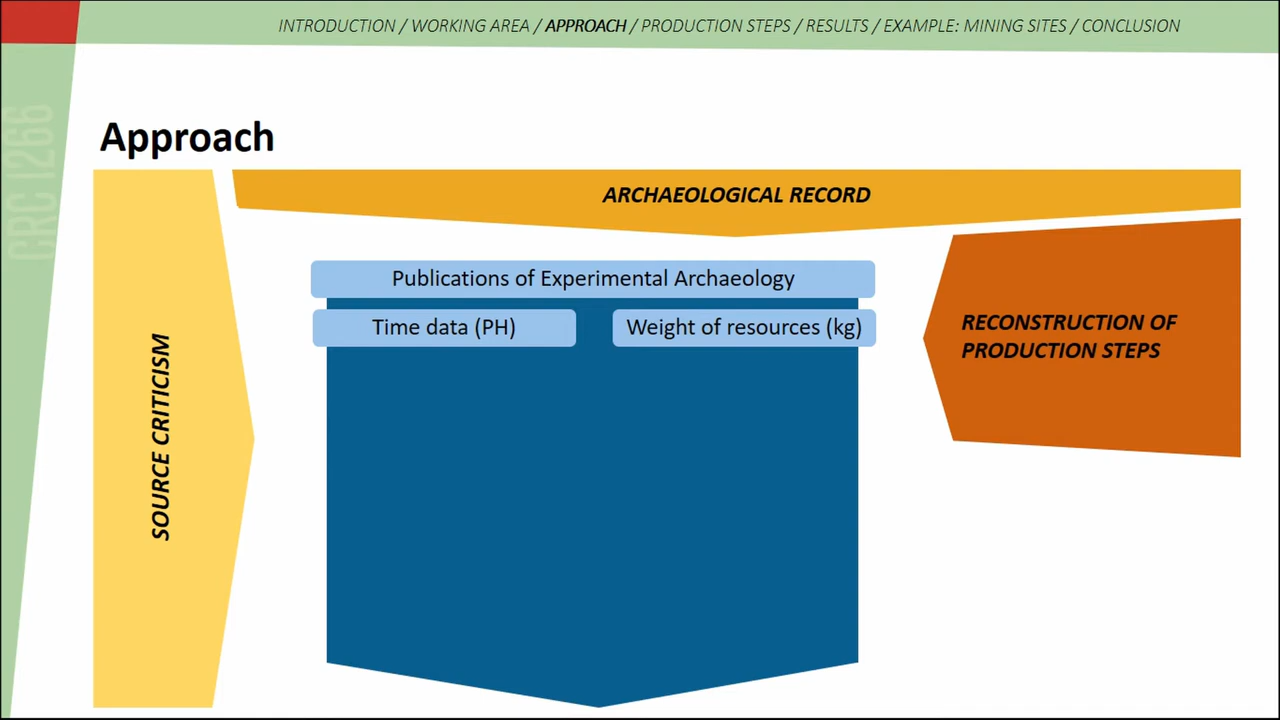 INTRODUCTION / WORKING AREA / APPROACH / PRODUCTION STEPS / RESULTS / EXAMPLE: MINING SITES / CONCLUSION
CRC 1266
Approach
ARCHAEOLOGICAL RECORD
SOURCE CRITICISM
Publications of Experimental Archaeology
Time data (PH)
Weight of resources (kg)
RECONSTRUCTION OF
PRODUCTION STEPS